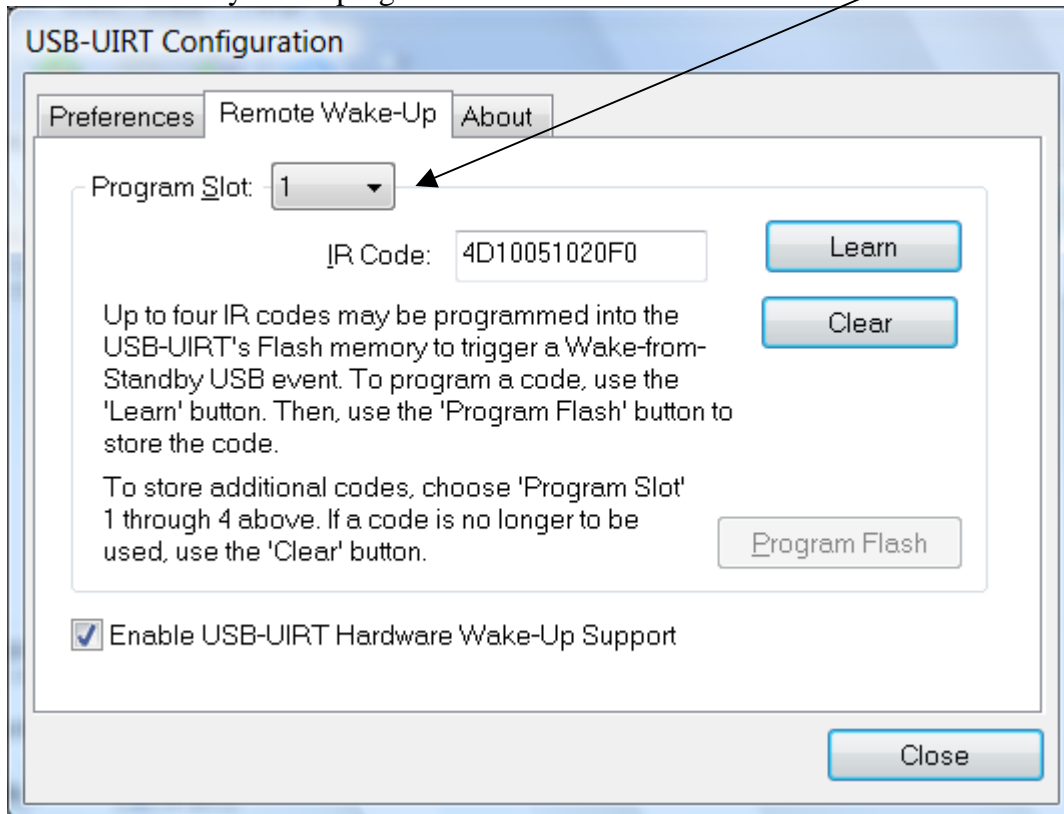 USB-UIRT Configuration
Preferences Remote Wake-Up About
Program Slot: 1
IR Code: 4D10051020F0 Learn
Clear
Up to four IR codes may be programmed into the
USB-UIRT's Flash memory to trigger a Wake-from-
Standby USB event. To program a code, use the
'Learn' button. Then, use the 'Program Flash' button to
store the code.
To store additional codes, choose 'Program Slot'
1 through 4 above. If a code is no longer to be
used, use the 'Clear' button.
Program Flash
Enable USB-UIRT Hardware Wake-Up Support
Close